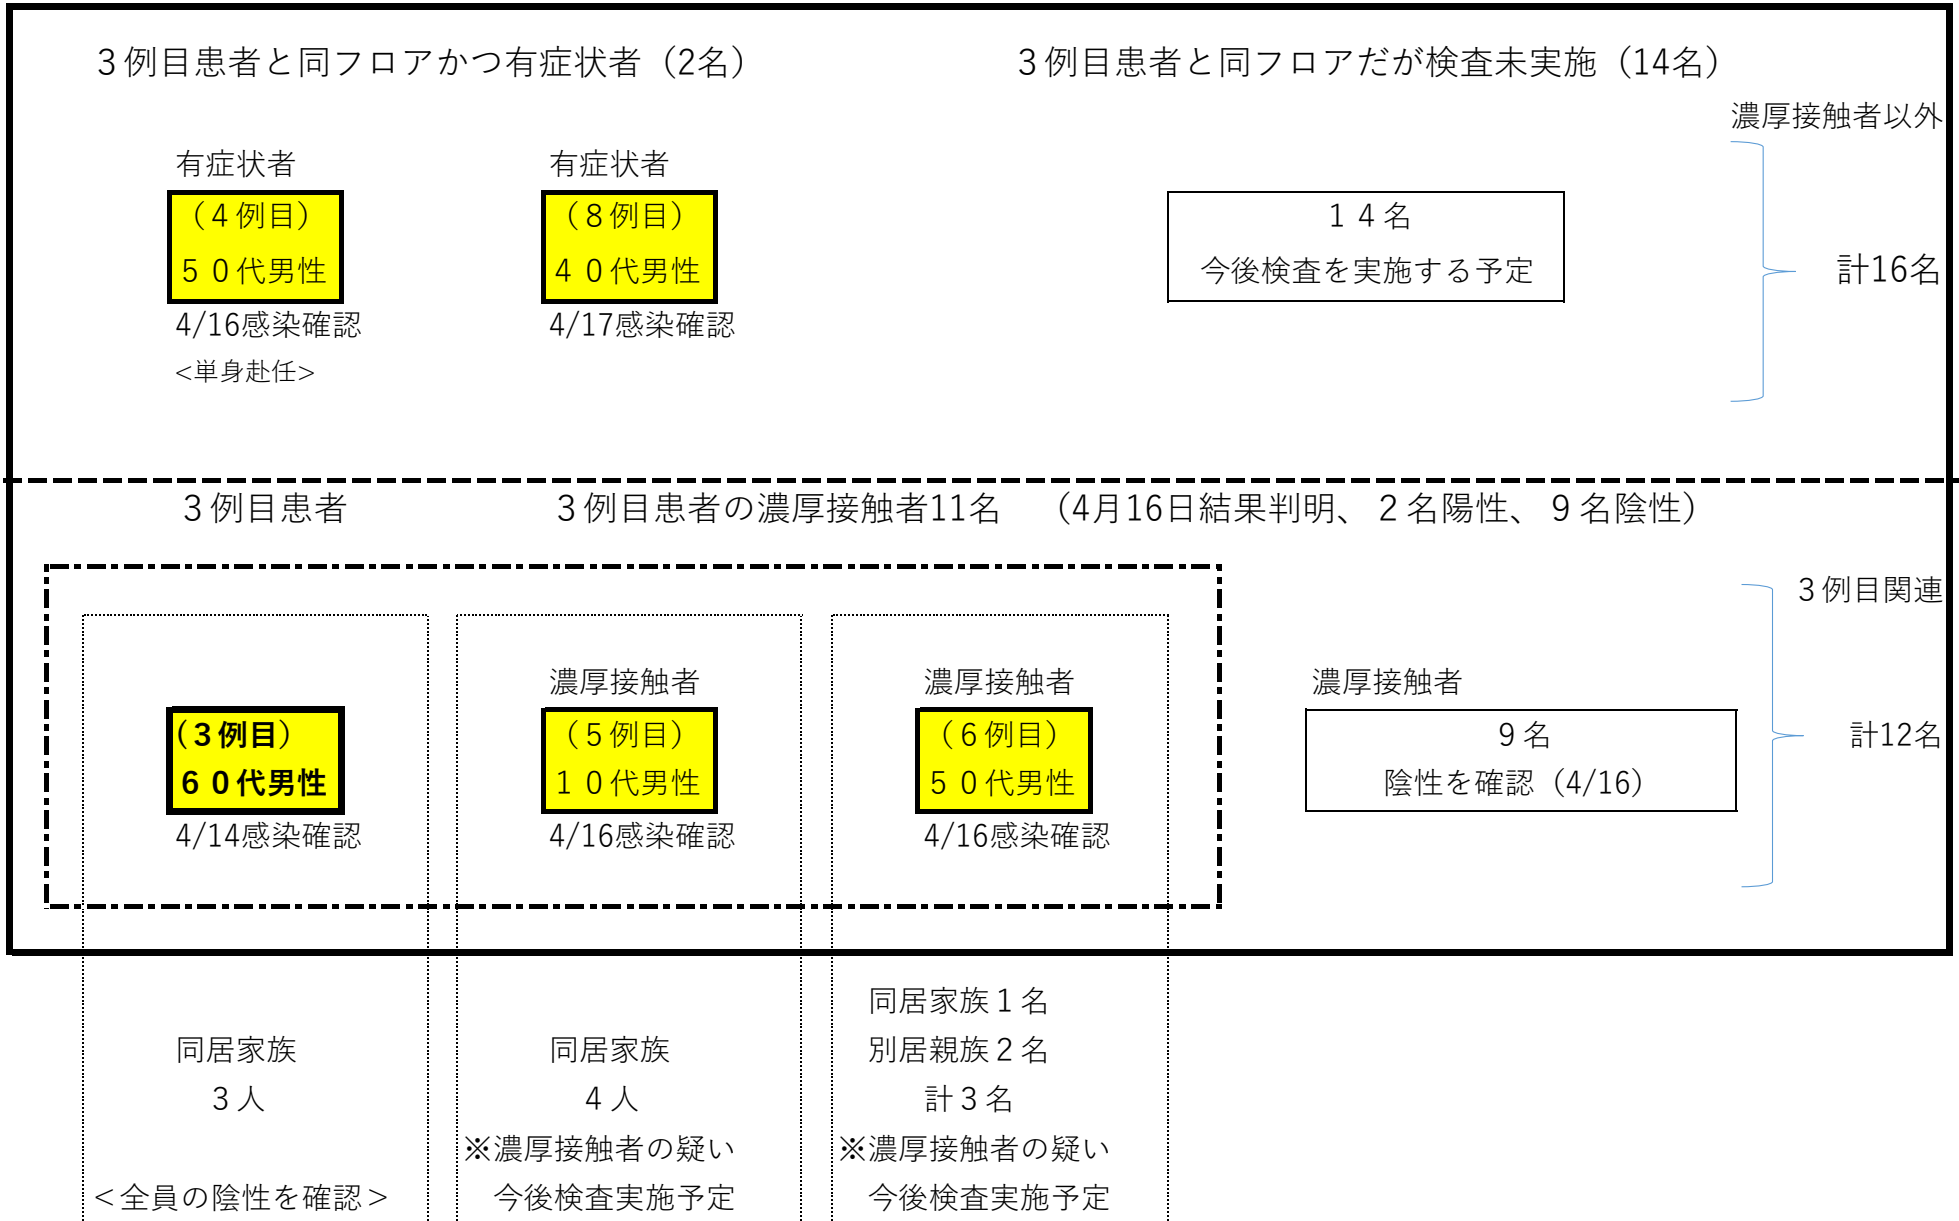 ３例目患者と同フロアかつ有症状者（2名）
３例目患者と同フロアだが検査未実施（14名）
濃厚接触者以外
有症状者
（４例目）
５０代男性
4/16感染確認
<単身赴任>
有症状者
（８例目）
４０代男性
4/17感染確認
１４名
今後検査を実施する予定
計16名
３例目患者
３例目患者の濃厚接触者11名　（4月16日結果判明、２名陽性、９名陰性）
３例目関連
（３例目）
６０代男性
4/14感染確認
濃厚接触者
（５例目）
１０代男性
4/16感染確認
濃厚接触者
（６例目）
５０代男性
4/16感染確認
濃厚接触者
９名
陰性を確認（4/16）
計12名
同居家族
３人
＜全員の陰性を確認＞
同居家族
４人
※濃厚接触者の疑い
今後検査実施予定
同居家族１名
別居親族２名
計３名
※濃厚接触者の疑い
今後検査実施予定